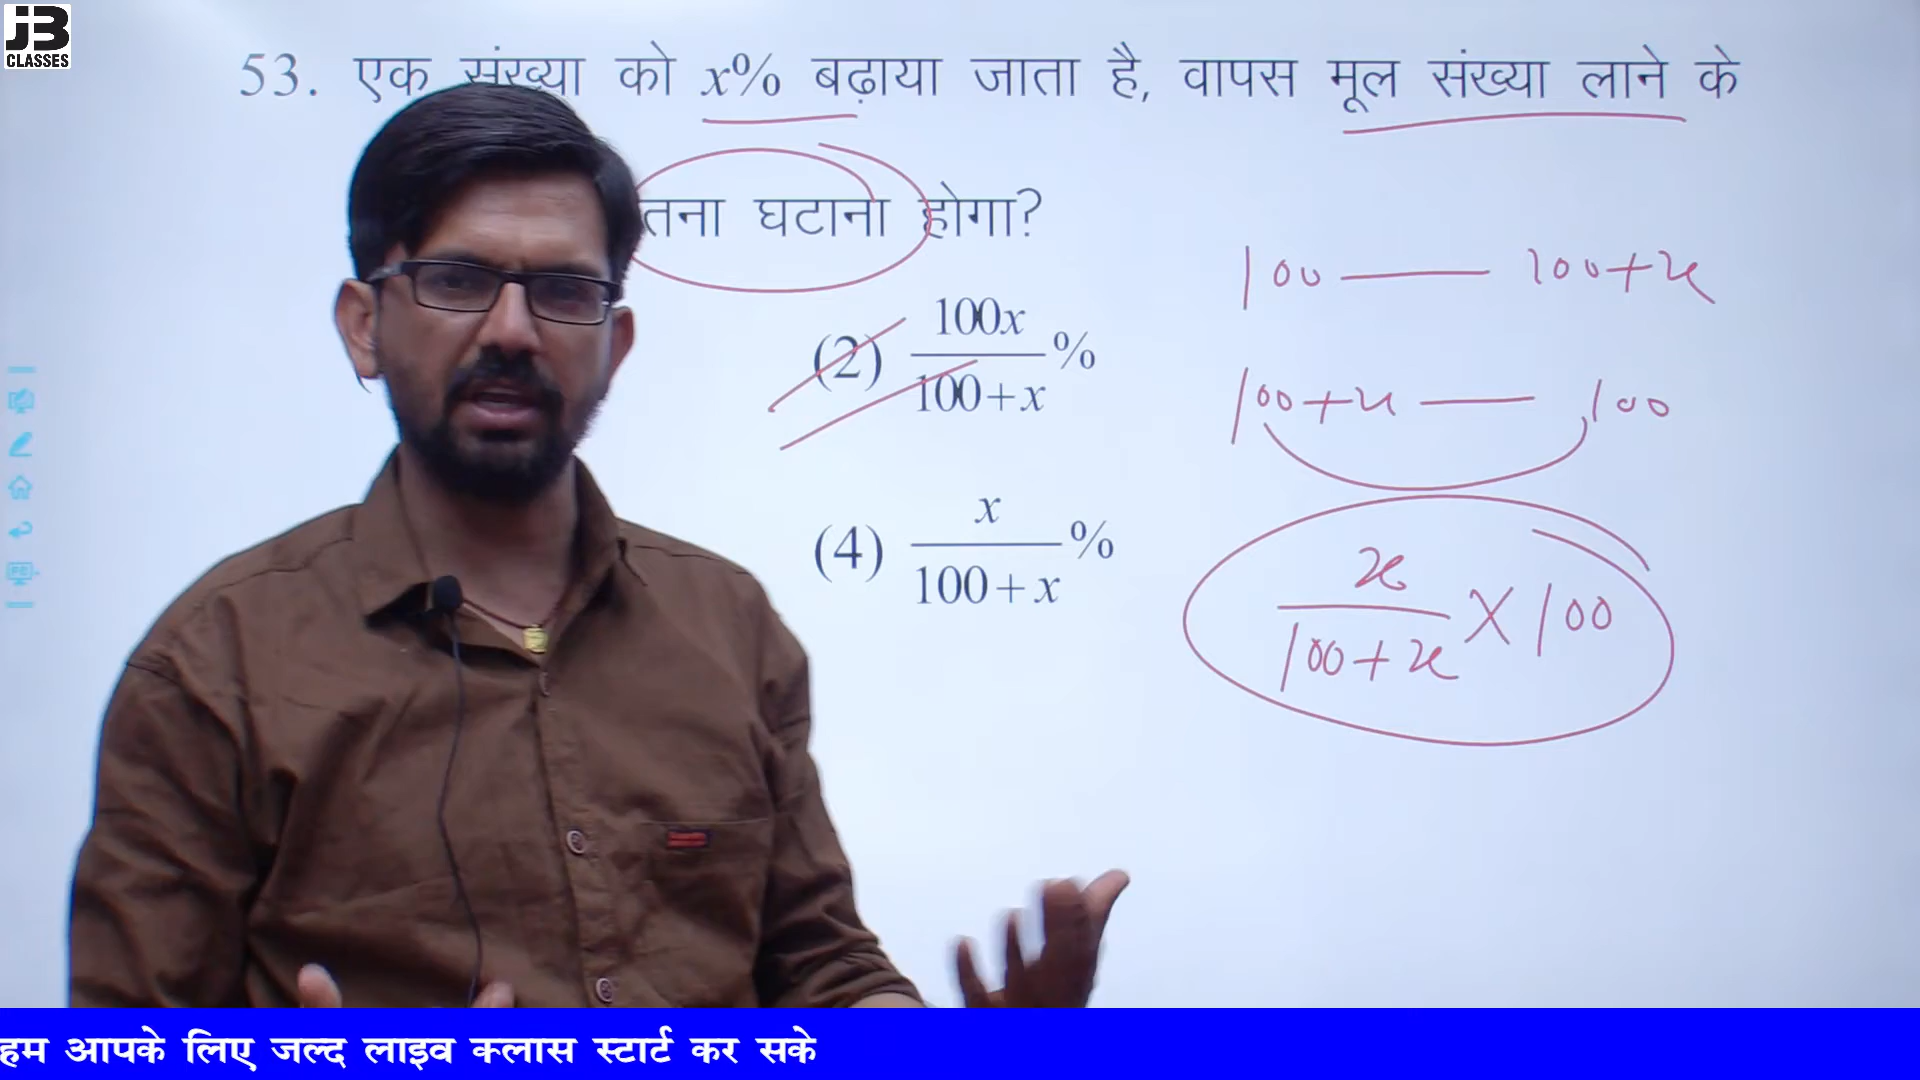 JB
CLASSES
53. एक संख्या को x% बढ़ाया जाता है, वापस मूल संख्या लाने के
घटाना होगा?
100 — 100+x
(2) 100x/100+x %
100+x — 100
(4) x/100+x %
x/100+x × 100
हम आपके लिए जल्द लाइव क्लास स्टार्ट कर सके